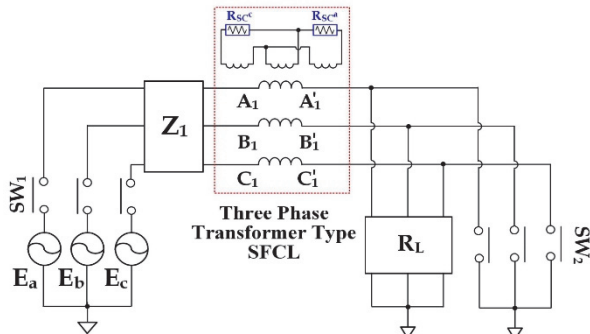 R_SC^c R_SC^a
Z₁
A₁ A'₁
B₁ B'₁
C₁ C'₁
SW₁
Three Phase
Transformer Type
SFCL
R_L
SW₂
E_a E_b E_c